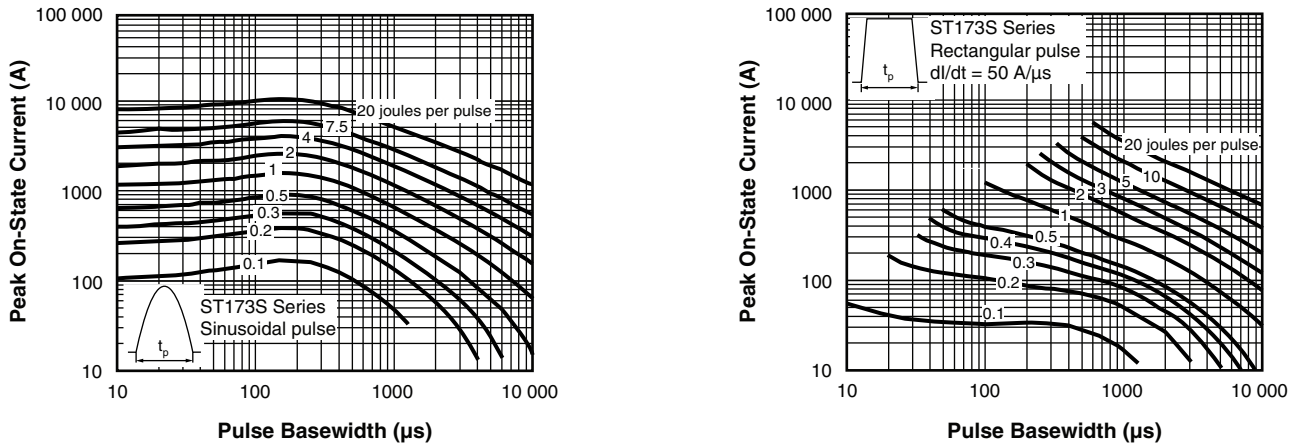 Peak On-State Current (A)
100 000
10 000
1000
100
10
20 joules per pulse
7.5
4
2
1
0.5
0.3
0.2
0.1
ST173S Series
Sinusoidal pulse
tp
10
100
1000
10 000
Pulse Basewidth (µs)
Peak On-State Current (A)
100 000
10 000
1000
100
10
ST173S Series
Rectangular pulse
dI/dt = 50 A/µs
tp
20 joules per pulse
10
5
3
2
1
0.5
0.4
0.3
0.2
0.1
10
100
1000
10 000
Pulse Basewidth (µs)